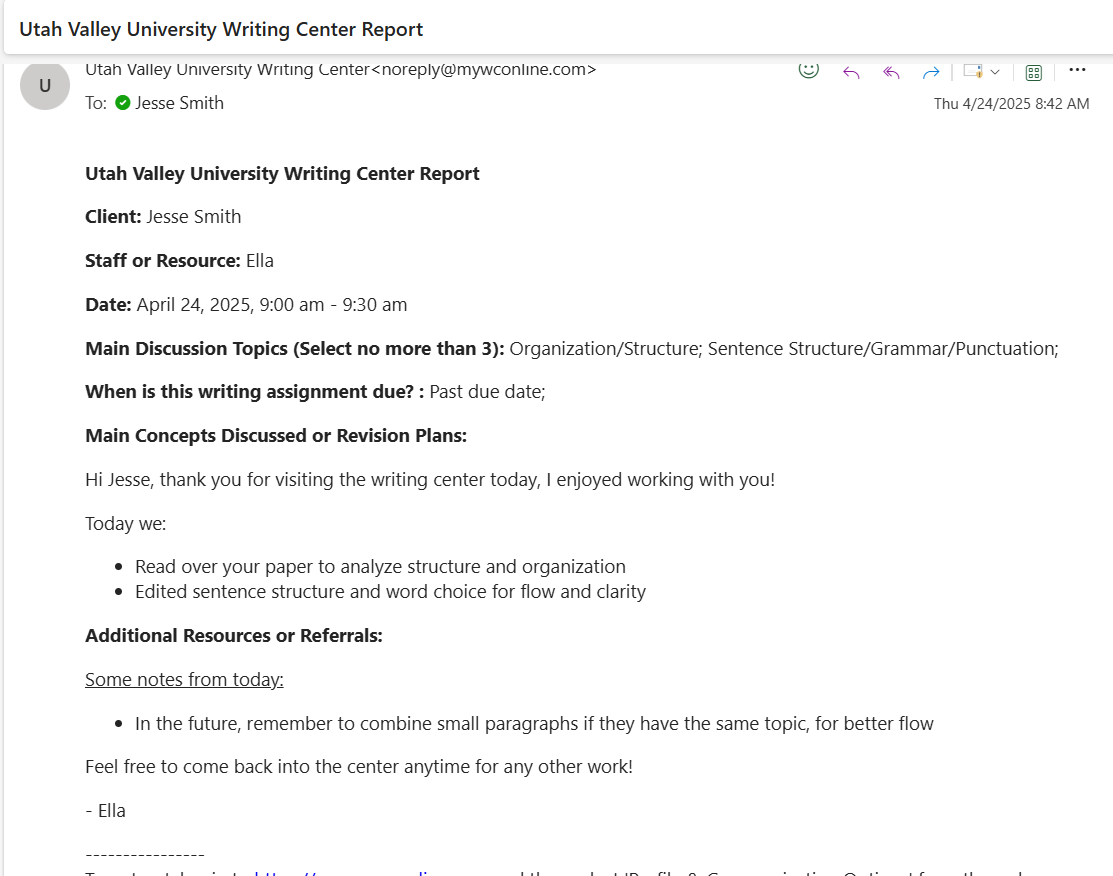 Utah Valley University Writing Center Report
Utah Valley University Writing Center<noreply@mywconline.com>
U
To: Jesse Smith
Thu 4/24/2025 8:42 AM
Utah Valley University Writing Center Report
Client: Jesse Smith
Staff or Resource: Ella
Date: April 24, 2025, 9:00 am - 9:30 am
Main Discussion Topics (Select no more than 3): Organization/Structure; Sentence Structure/Grammar/Punctuation;
When is this writing assignment due? : Past due date;
Main Concepts Discussed or Revision Plans:
Hi Jesse, thank you for visiting the writing center today, I enjoyed working with you!
Today we:
• Read over your paper to analyze structure and organization
• Edited sentence structure and word choice for flow and clarity
Additional Resources or Referrals:
Some notes from today:
• In the future, remember to combine small paragraphs if they have the same topic, for better flow
Feel free to come back into the center anytime for any other work!
- Ella
----------------